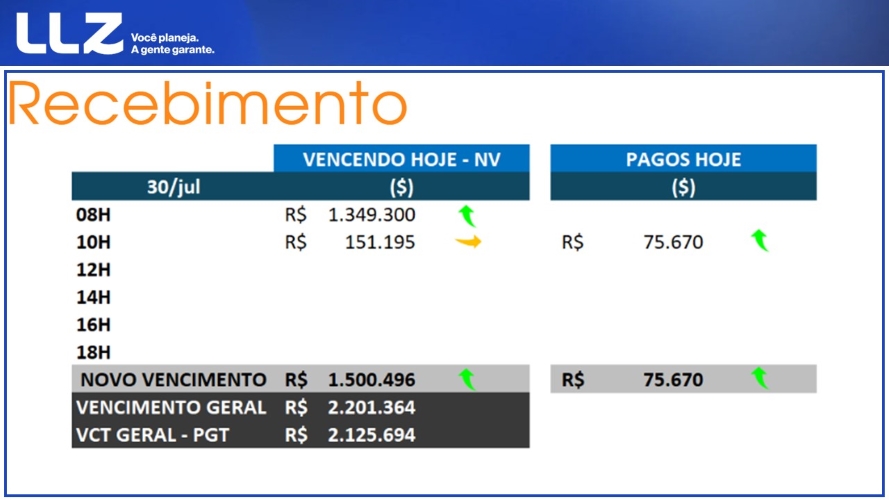 LLZ
Você planeja.
A gente garante.
Recebimento
VENCENDO HOJE - NV PAGOS HOJE
30/jul ($) ($)
08H R$ 1.349.300
10H R$ 151.195 R$ 75.670
12H
14H
16H
18H
NOVO VENCIMENTO R$ 1.500.496 R$ 75.670
VENCIMENTO GERAL R$ 2.201.364
VCT GERAL - PGT R$ 2.125.694